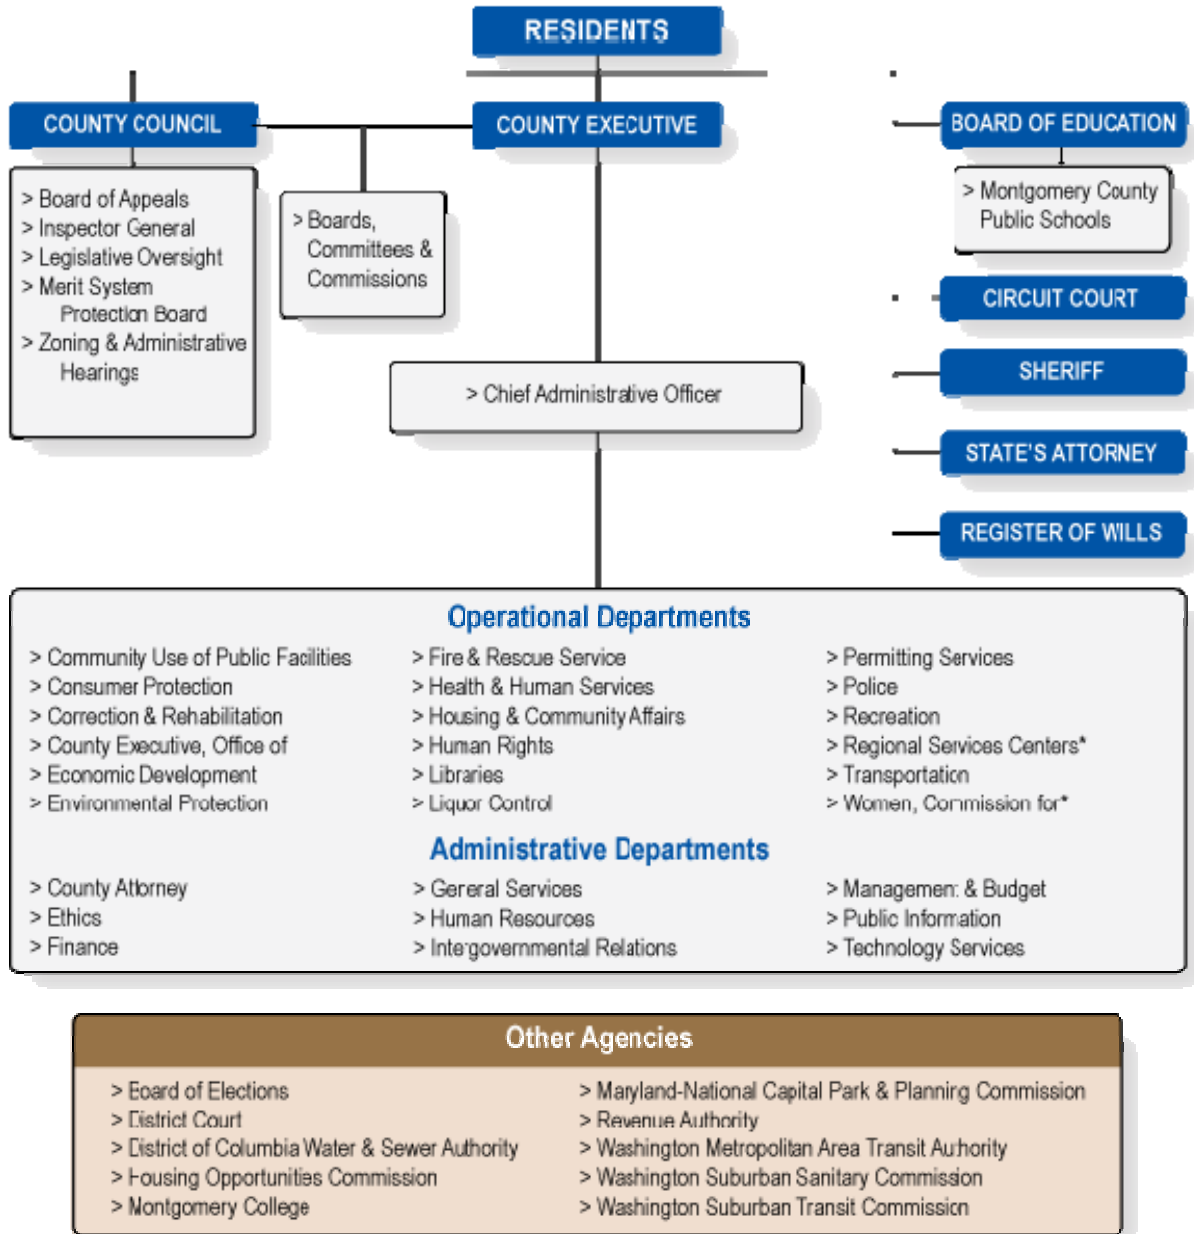 RESIDENTS
COUNTY COUNCIL
COUNTY EXECUTIVE
BOARD OF EDUCATION
> Board of Appeals
> Inspector General
> Legislative Oversight
> Merit System
Protection Board
> Zoning & Administrative
Hearings
> Boards,
Committees &
Commissions
> Montgomery County
Public Schools
CIRCUIT COURT
SHERIFF
> Chief Administrative Officer
STATE'S ATTORNEY
REGISTER OF WILLS
Operational Departments
> Community Use of Public Facilities
> Consumer Protection
> Correction & Rehabilitation
> County Executive, Office of
> Economic Development
> Environmental Protection
> Fire & Rescue Service
> Health & Human Services
> Housing & Community Affairs
> Human Rights
> Libraries
> Liquor Control
> Permitting Services
> Police
> Recreation
> Regional Services Centers*
> Transportation
> Women, Commission for*
Administrative Departments
> County Attorney
> Ethics
> Finance
> General Services
> Human Resources
> Intergovernmental Relations
> Management & Budget
> Public Information
> Technology Services
Other Agencies
> Board of Elections
> District Court
> District of Columbia Water & Sewer Authority
> Housing Opportunities Commission
> Montgomery College
> Maryland-National Capital Park & Planning Commission
> Revenue Authority
> Washington Metropolitan Area Transit Authority
> Washington Suburban Sanitary Commission
> Washington Suburban Transit Commission